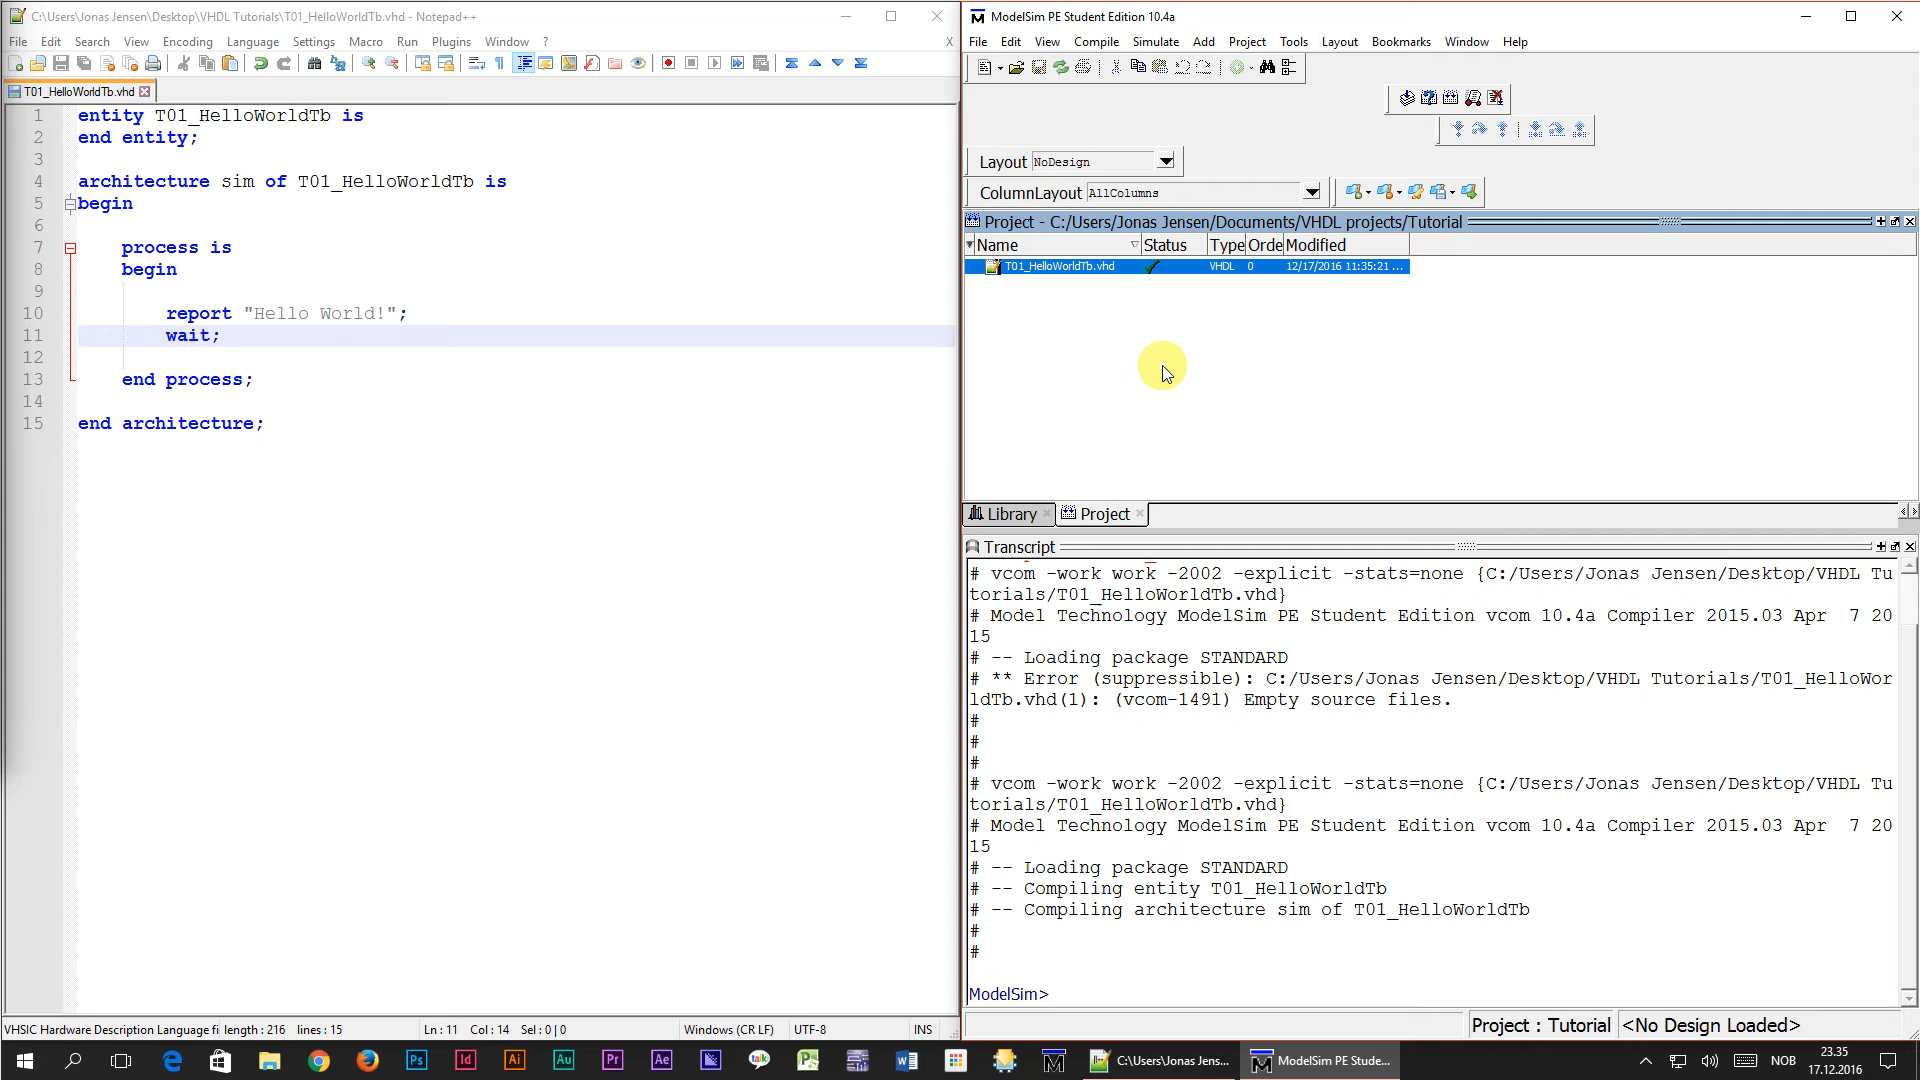 C:\Users\Jonas Jensen\Desktop\VHDL Tutorials\T01_HelloWorldTb.vhd - Notepad++
File Edit Search View Encoding Language Settings Macro Run Plugins Window ? X
T01_HelloWorldTb.vhd
1 entity T01_HelloWorldTb is
2 end entity;
3
4 architecture sim of T01_HelloWorldTb is
5 begin
6
7 process is
8 begin
9
10 report "Hello World!";
11 wait;
12
13 end process;
14
15 end architecture;
VHSIC Hardware Description Language fi length : 216 lines : 15 Ln : 11 Col : 14 Sel : 0 | 0 Windows (CR LF) UTF-8 INS
ModelSim PE Student Edition 10.4a
File Edit View Compile Simulate Add Project Tools Layout Bookmarks Window Help
Layout NoDesign
ColumnLayout AllColumns
Project - C:/Users/Jonas Jensen/Documents/VHDL projects/Tutorial
Name Status Type Orde Modified
T01_HelloWorldTb.vhd VHDL 0 12/17/2016 11:35:21 ...
Library Project
Transcript
# vcom -work work -2002 -explicit -stats=none {C:/Users/Jonas Jensen/Desktop/VHDL Tu
torials/T01_HelloWorldTb.vhd}
# Model Technology ModelSim PE Student Edition vcom 10.4a Compiler 2015.03 Apr  7 20
15
# -- Loading package STANDARD
# ** Error (suppressible): C:/Users/Jonas Jensen/Desktop/VHDL Tutorials/T01_HelloWor
ldTb.vhd(1): (vcom-1491) Empty source files.
#
#
#
# vcom -work work -2002 -explicit -stats=none {C:/Users/Jonas Jensen/Desktop/VHDL Tu
torials/T01_HelloWorldTb.vhd}
# Model Technology ModelSim PE Student Edition vcom 10.4a Compiler 2015.03 Apr  7 20
15
# -- Loading package STANDARD
# -- Compiling entity T01_HelloWorldTb
# -- Compiling architecture sim of T01_HelloWorldTb
#
#
ModelSim>
Project : Tutorial <No Design Loaded>
Ps Id Ai Au Pr Ae talk C:\Users\Jonas Jens... ModelSim PE Stude... NOB 23.35
17.12.2016